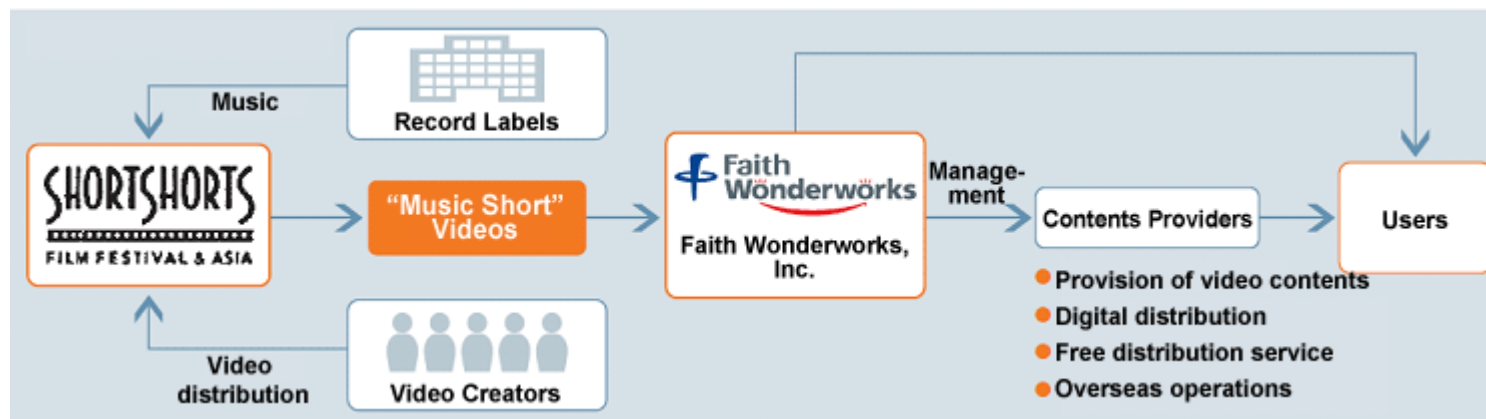 Music
Record Labels
SHORTSHORTS
FILM FESTIVAL & ASIA
Video
distribution
Video Creators
“Music Short”
Videos
Faith
Wonderworks
Faith Wonderworks,
Inc.
Manage-
ment
Contents Providers
Provision of video contents
Digital distribution
Free distribution service
Overseas operations
Users